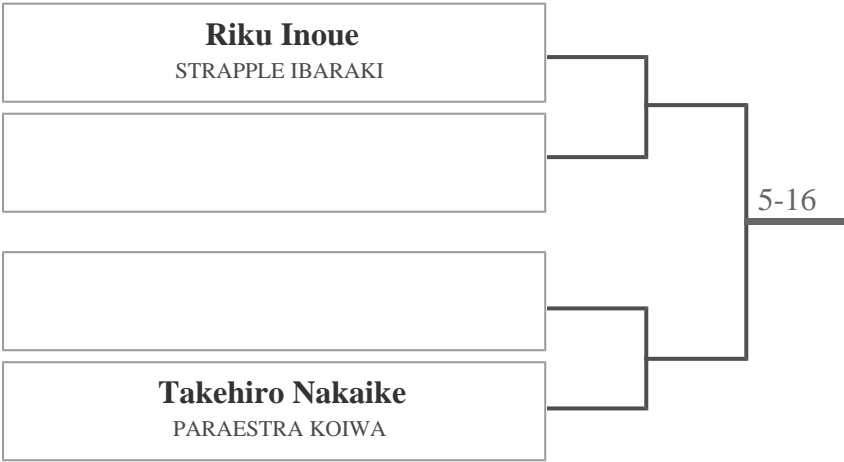 Riku Inoue
STRAPPLE IBARAKI
5-16
Takehiro Nakaike
PARAESTRA KOIWA